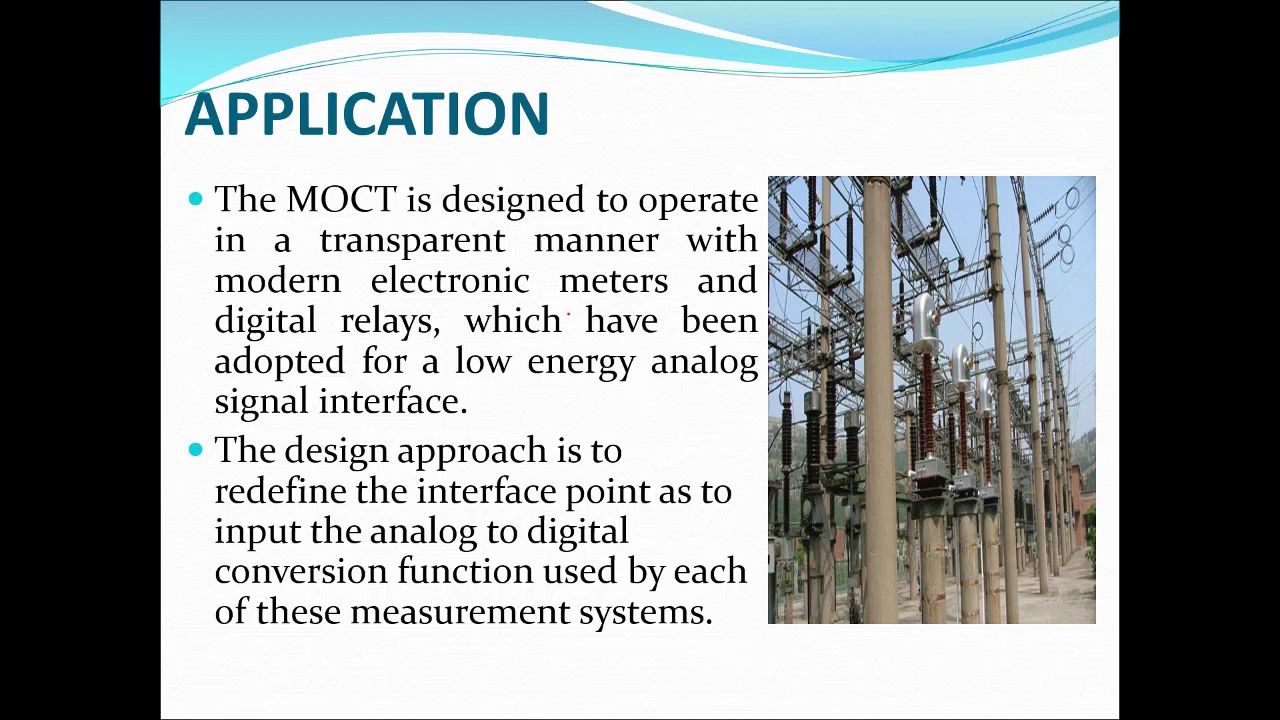 APPLICATION
The MOCT is designed to operate
in a transparent manner with
modern electronic meters and
digital relays, which have been
adopted for a low energy analog
signal interface.
The design approach is to
redefine the interface point as to
input the analog to digital
conversion function used by each
of these measurement systems.